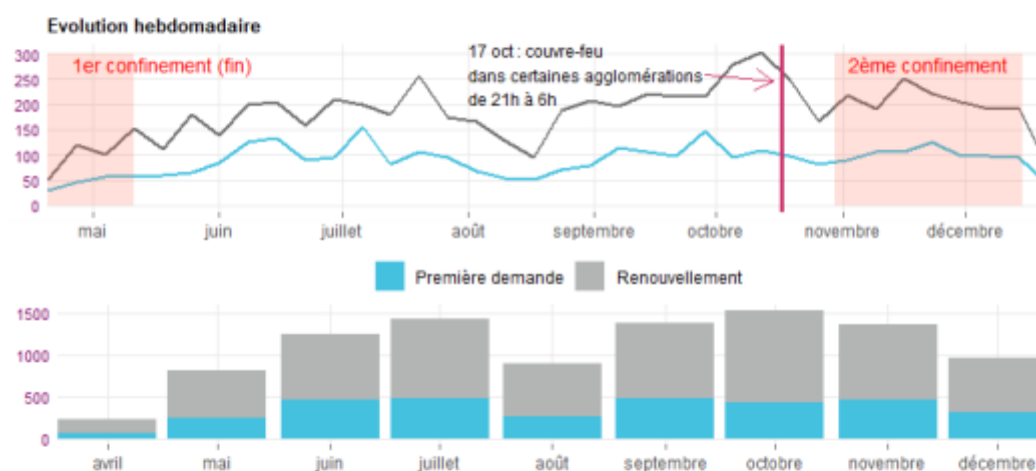 Evolution hebdomadaire
300
250
200
150
100
50
0
1er confinement (fin)
17 oct : couvre-feu
dans certaines agglomérations
de 21h à 6h
2ème confinement
mai juin juillet août septembre octobre novembre décembre
Première demande Renouvellement
1500
1000
500
0
avril mai juin juillet août septembre octobre novembre décembre